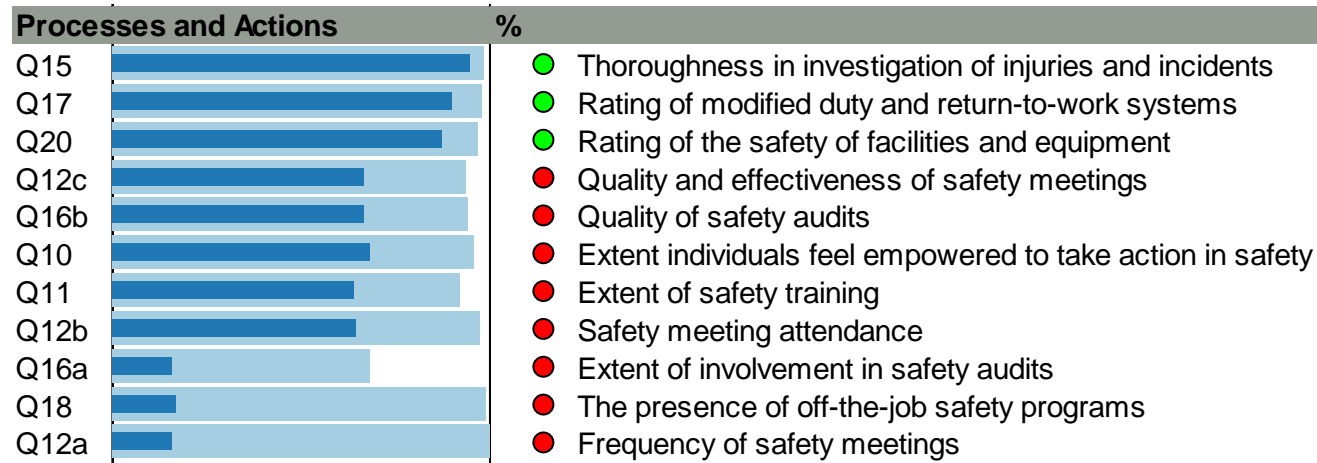 Processes and Actions %
Q15 Thoroughness in investigation of injuries and incidents
Q17 Rating of modified duty and return-to-work systems
Q20 Rating of the safety of facilities and equipment
Q12c Quality and effectiveness of safety meetings
Q16b Quality of safety audits
Q10 Extent individuals feel empowered to take action in safety
Q11 Extent of safety training
Q12b Safety meeting attendance
Q16a Extent of involvement in safety audits
Q18 The presence of off-the-job safety programs
Q12a Frequency of safety meetings